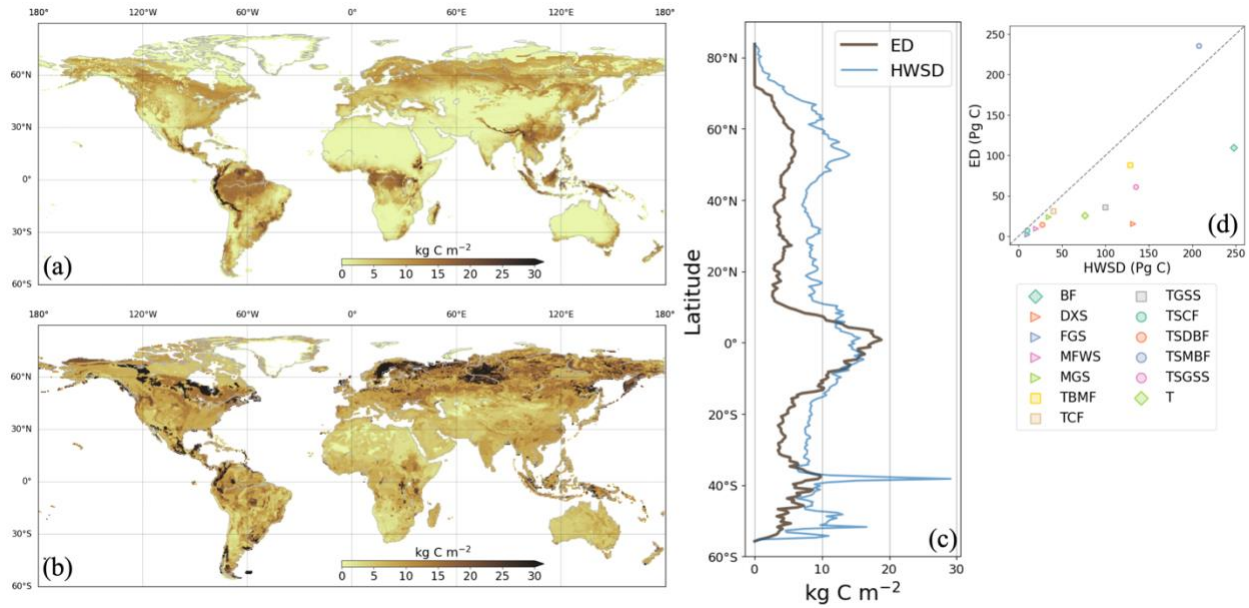 180° 120°W 60°W 0° 60°E 120°E 180°
60°N
30°N
0°
30°S
60°S
kg C m⁻²
0 5 10 15 20 25 30
(a)
180° 120°W 60°W 0° 60°E 120°E 180°
60°N
30°N
0°
30°S
60°S
kg C m⁻²
0 5 10 15 20 25 30
(b)
ED
HWSD
80°N
60°N
40°N
20°N
0°
20°S
40°S
60°S
Latitude
0 10 20 30
kg C m⁻²
(c)
250
200
150
100
50
0
ED (Pg C)
0 50 100 150 200 250
HWSD (Pg C)
(d)
BF TGSS
DXS TSCF
FGS TSDBF
MFWS TSMBF
MGS TSGSS
TBMF T
TCF